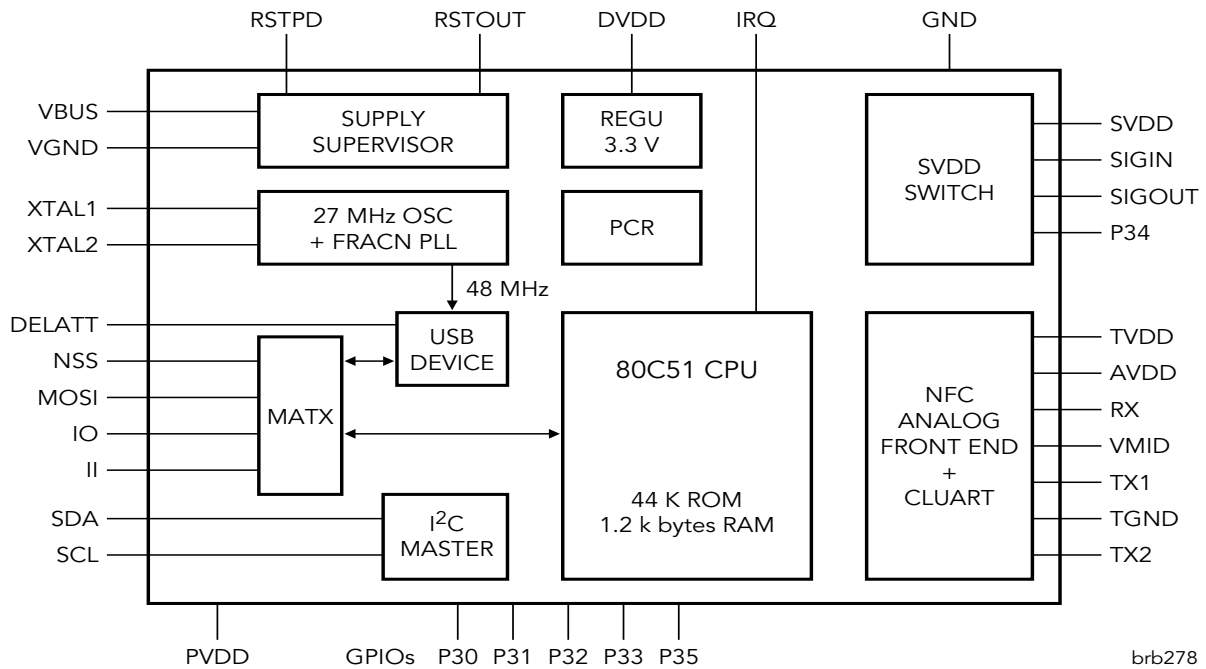 RSTPD RSTOUT DVDD IRQ GND
VBUS
VGND
SUPPLY
SUPERVISOR
REGU
3.3 V
SVDD
SWITCH
SVDD
SIGIN
SIGOUT
P34
XTAL1
XTAL2
27 MHz OSC
+ FRACN PLL
PCR
48 MHz
DELATT
NSS
MOSI
IO
II
USB
DEVICE
MATX
80C51 CPU
44 K ROM
1.2 k bytes RAM
NFC
ANALOG
FRONT END
+
CLUART
TVDD
AVDD
RX
VMID
TX1
TGND
TX2
SDA
SCL
I²C
MASTER
PVDD GPIOs P30 P31 P32 P33 P35
brb278